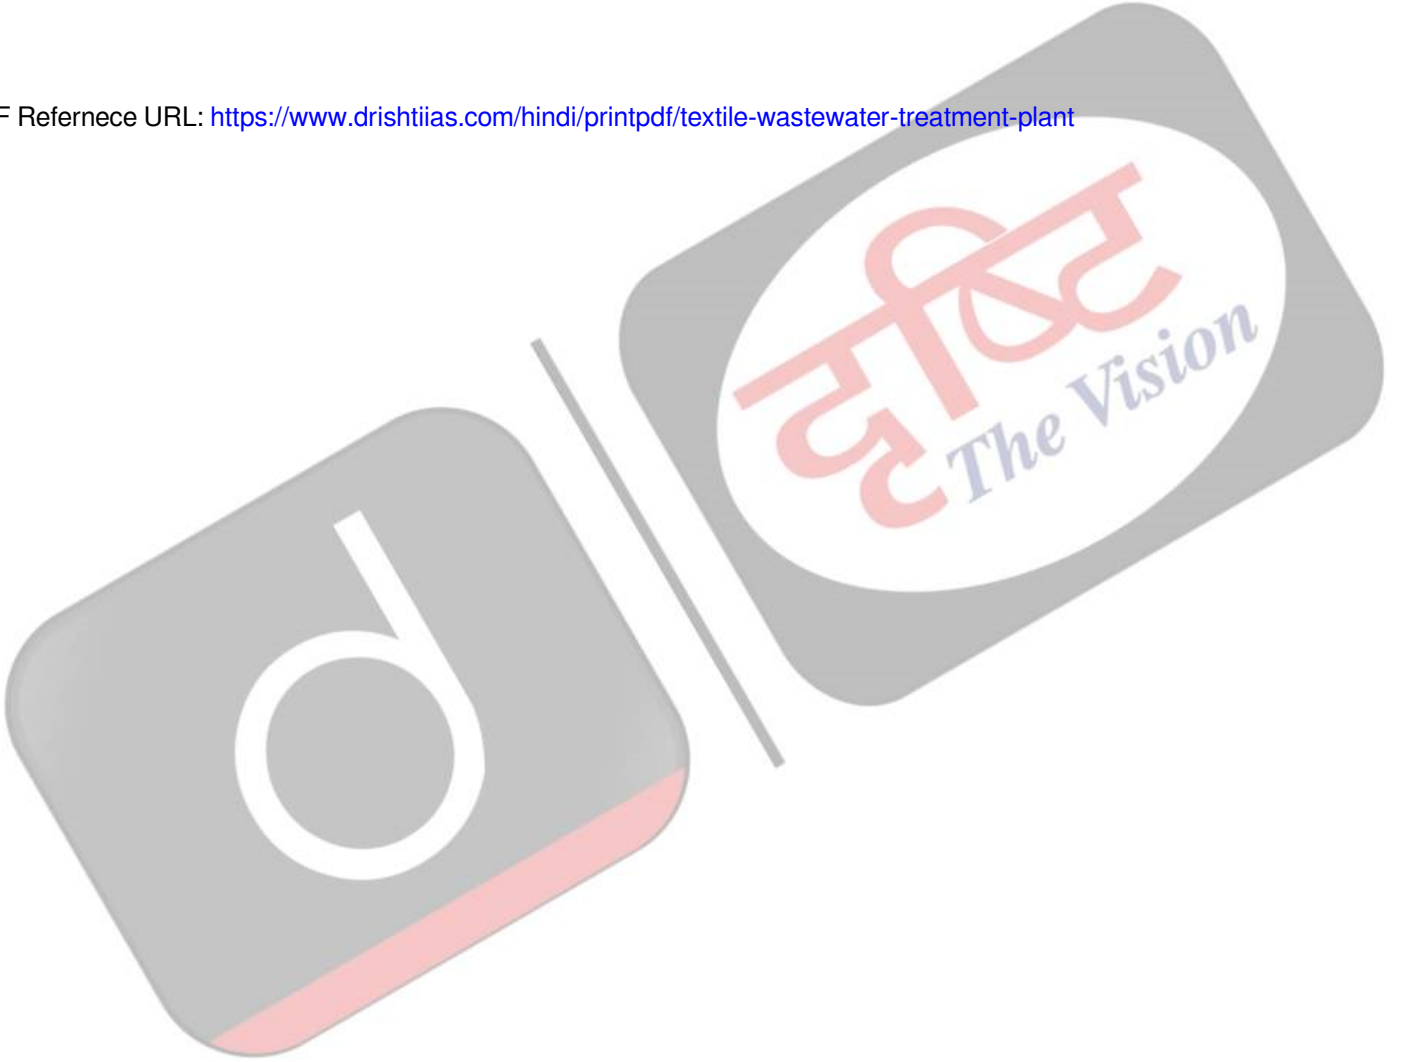 F Refernece URL: https://www.drishtiias.com/hindi/printpdf/textile-wastewater-treatment-plant
दृष्टि
The Vision
d